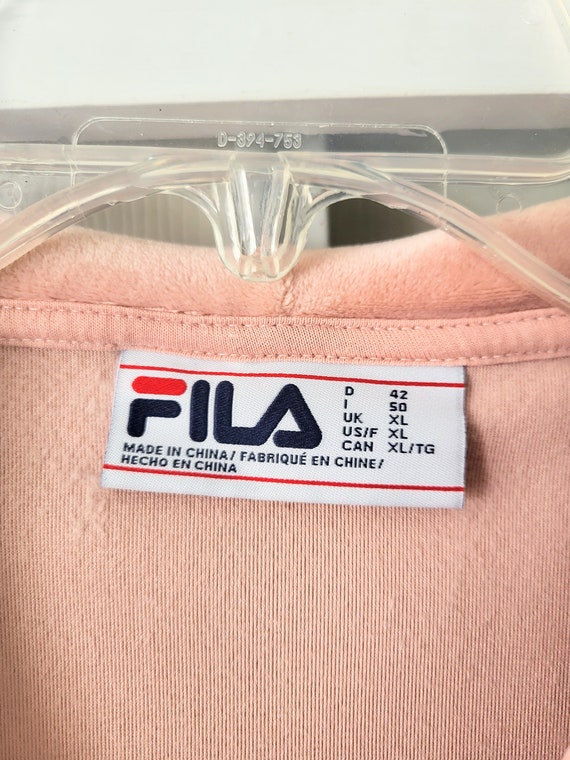 D-394-753
FILA
D 42
I 50
UK XL
US/F XL
CAN XL/TG
MADE IN CHINA/ FABRIQUÉ EN CHINE/
HECHO EN CHINA